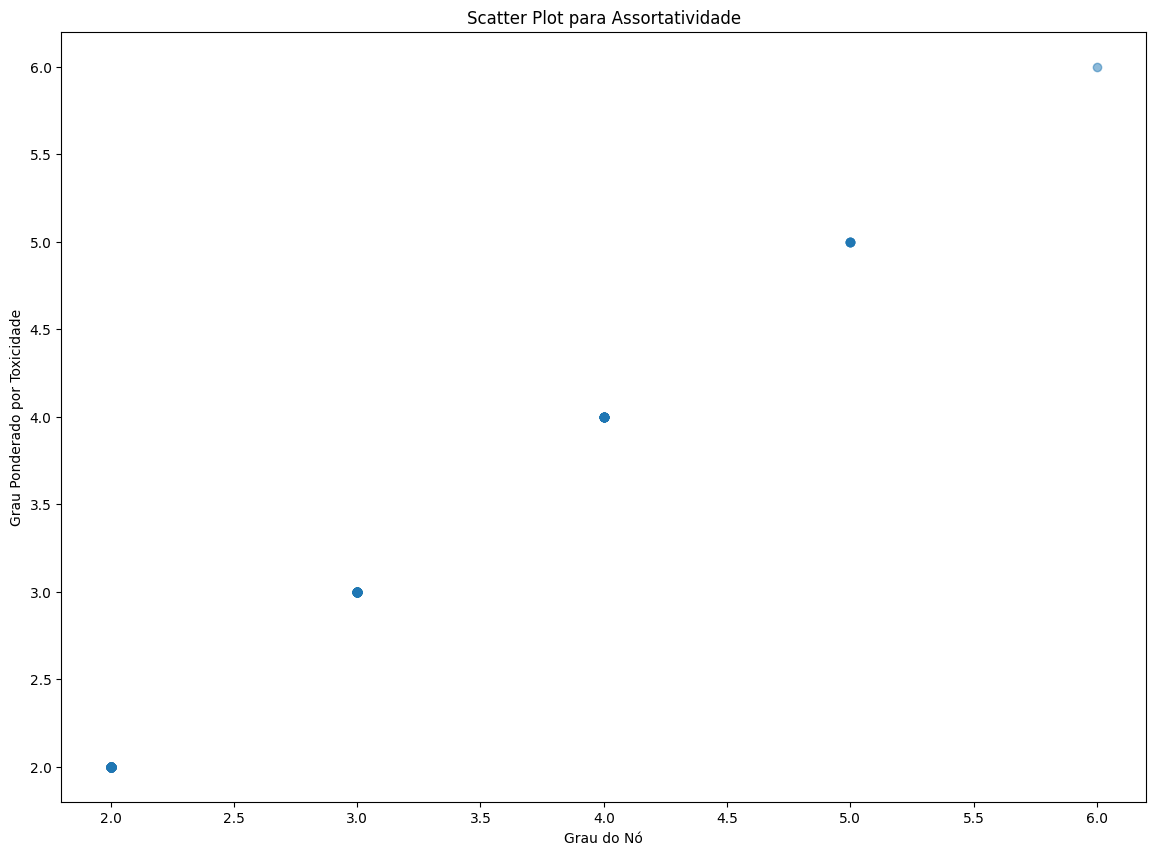 Scatter Plot para Assortatividade
6.0
5.5
5.0
4.5
4.0
3.5
3.0
2.5
2.0
Grau Ponderado por Toxicidade
2.0 2.5 3.0 3.5 4.0 4.5 5.0 5.5 6.0
Grau do Nó